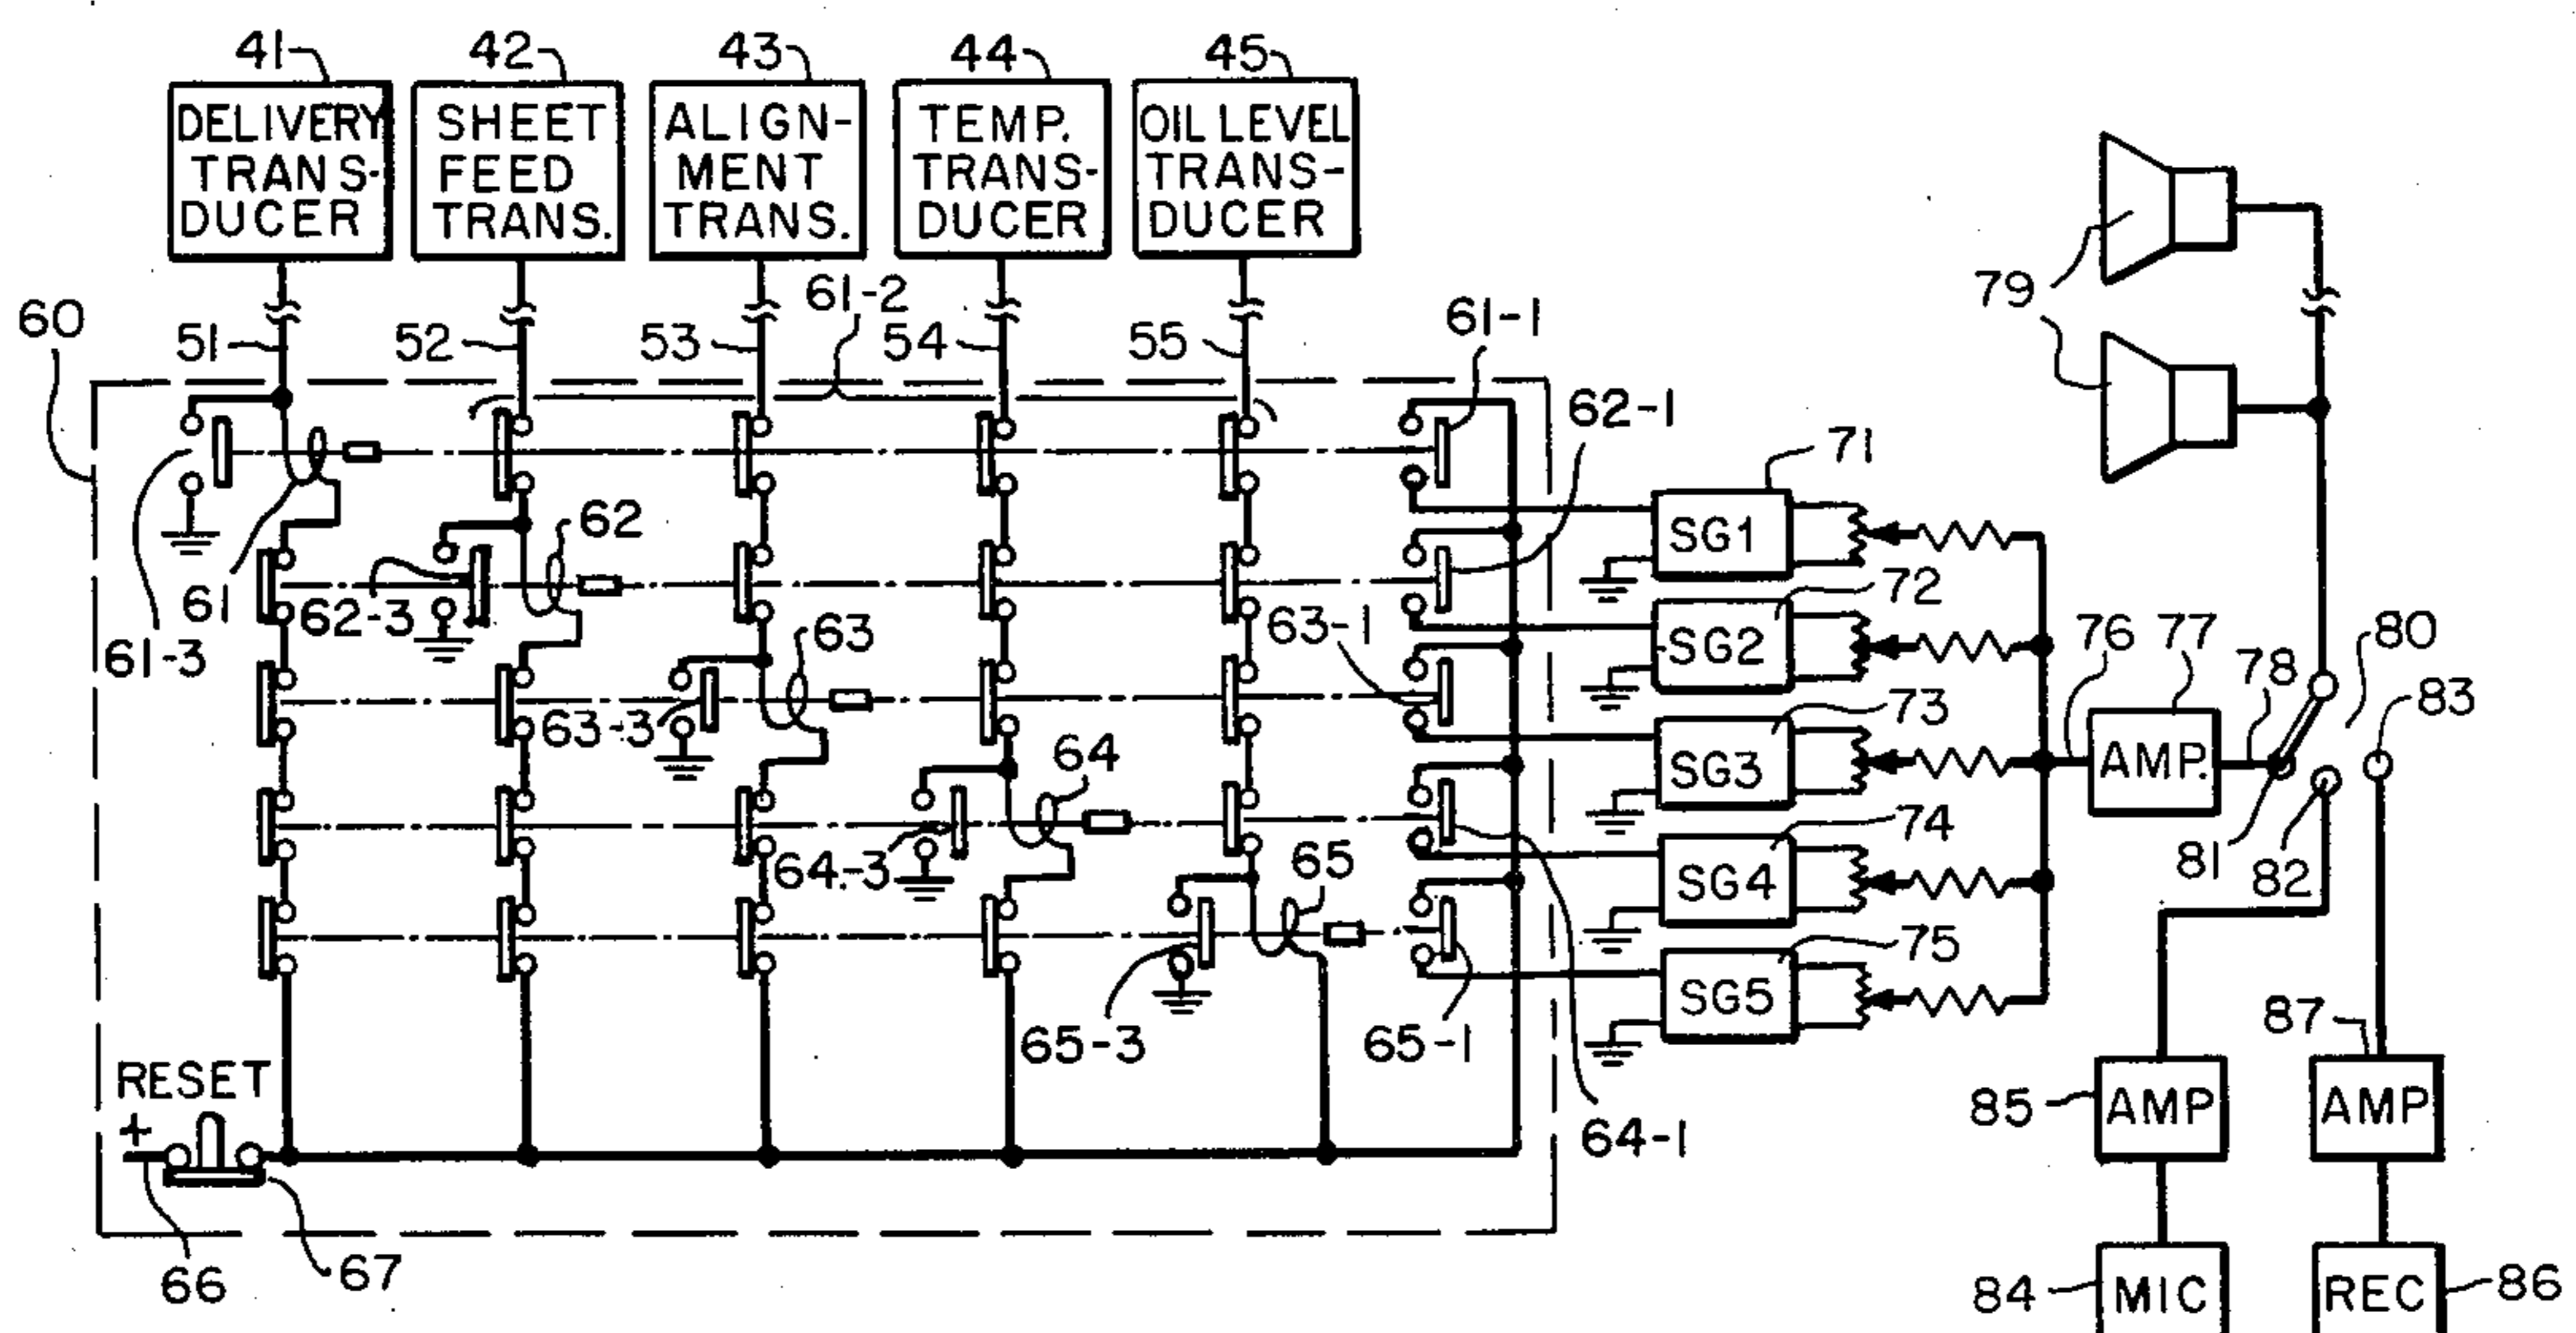 41
42
43
44
45
DELIVERY
TRANS-
DUCER
SHEET
FEED
TRANS.
ALIGN-
MENT
TRANS.
TEMP.
TRANS-
DUCER
OIL LEVEL
TRANS-
DUCER
60
51
52
53
61-2
54
55
61-1
62-1
79
61-3
61
62-3
62
63-3
63
63-1
64-3
64
65-3
65
65-1
64-1
71
SG1
72
SG2
73
SG3
74
SG4
75
SG5
76
77
AMP.
78
80
81
82
83
87
85
AMP
AMP
84
MIC
REC
86
RESET
+
66
67